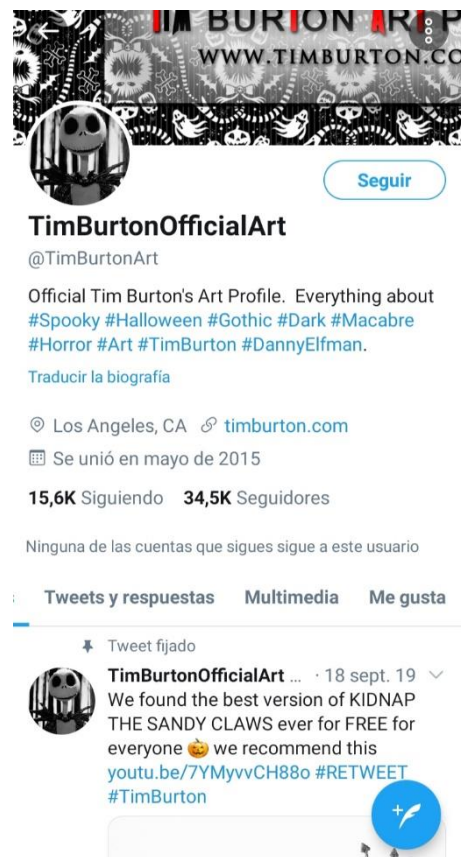 TIM BURTON ART P
WWW.TIMBURTON.CO
Seguir
TimBurtonOfficialArt
@TimBurtonArt
Official Tim Burton's Art Profile. Everything about
#Spooky #Halloween #Gothic #Dark #Macabre
#Horror #Art #TimBurton #DannyElfman.
Traducir la biografía
Los Angeles, CA timburton.com
Se unió en mayo de 2015
15,6K Siguiendo 34,5K Seguidores
Ninguna de las cuentas que sigues sigue a este usuario
Tweets y respuestas Multimedia Me gusta
Tweet fijado
TimBurtonOfficialArt ... · 18 sept. 19
We found the best version of KIDNAP
THE SANDY CLAWS ever for FREE for
everyone 🎃 we recommend this
youtu.be/7YMyvvCH88o #RETWEET
#TimBurton